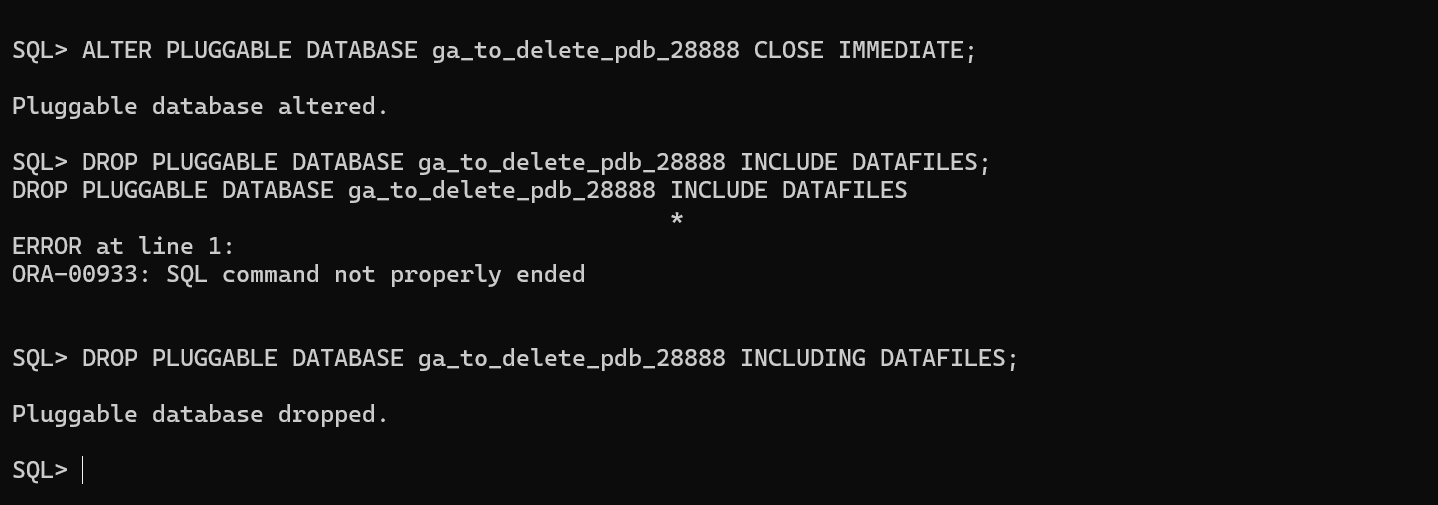 SQL> ALTER PLUGGABLE DATABASE ga_to_delete_pdb_28888 CLOSE IMMEDIATE;
Pluggable database altered.
SQL> DROP PLUGGABLE DATABASE ga_to_delete_pdb_28888 INCLUDE DATAFILES;
DROP PLUGGABLE DATABASE ga_to_delete_pdb_28888 INCLUDE DATAFILES
*
ERROR at line 1:
ORA-00933: SQL command not properly ended
SQL> DROP PLUGGABLE DATABASE ga_to_delete_pdb_28888 INCLUDING DATAFILES;
Pluggable database dropped.
SQL>